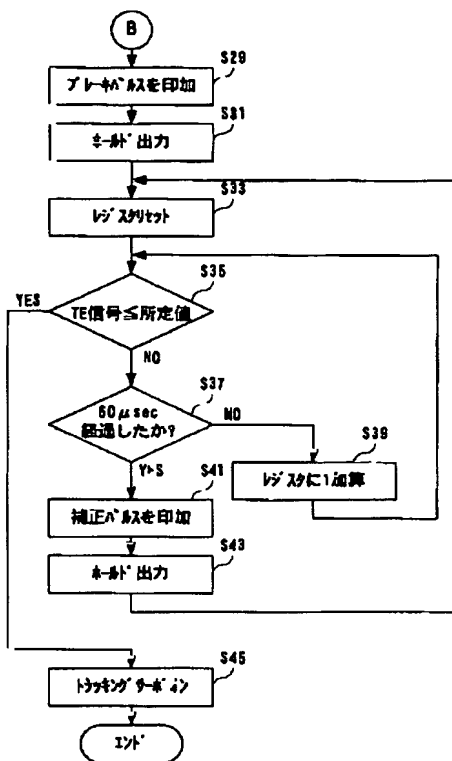 B
S29
ブレーキパルスを印加
S31
ホールド出力
S33
レジスタリセット
S35
YES
TE信号≦所定値
NO
S37
60μsec
経過したか?
NO
S39
レジスタに1加算
YES
S41
補正パルスを印加
S43
ホールド出力
S45
トラッキングサーボイン
エンド